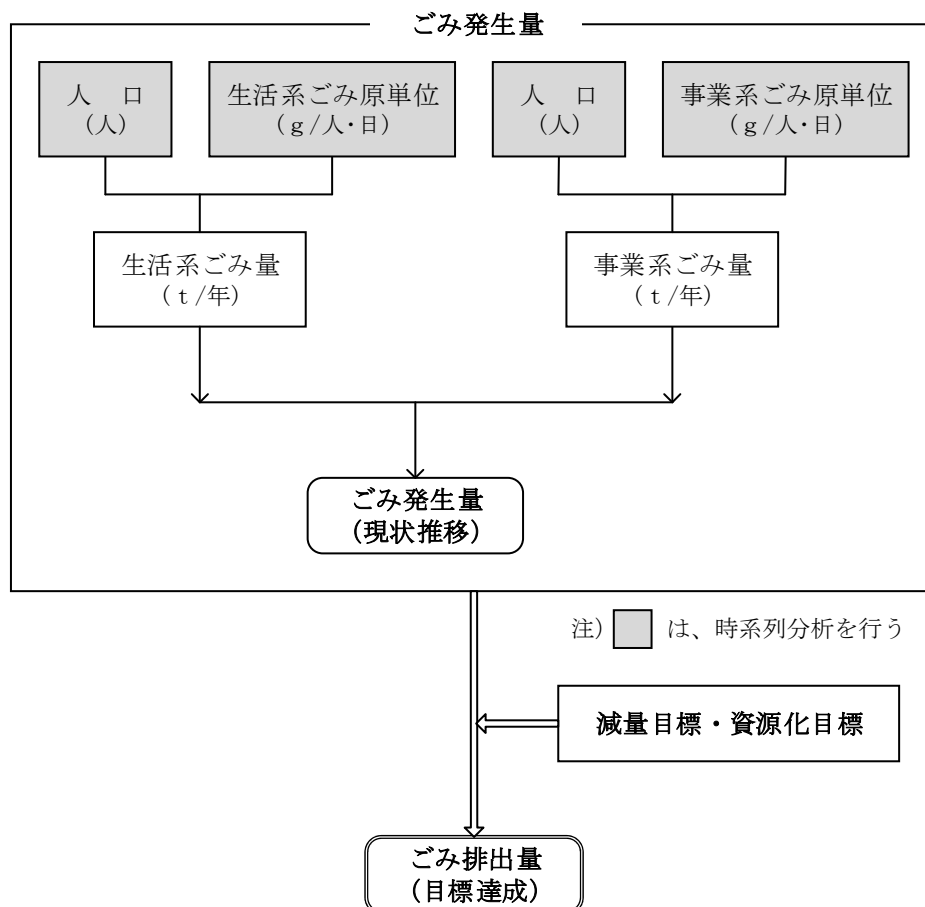 ごみ発生量
人　口
(人)
生活系ごみ原単位
(ｇ/人・日)
人　口
(人)
事業系ごみ原単位
(ｇ/人・日)
生活系ごみ量
(ｔ/年)
事業系ごみ量
(ｔ/年)
ごみ発生量
(現状推移)
注)　は、時系列分析を行う
減量目標・資源化目標
ごみ排出量
(目標達成)